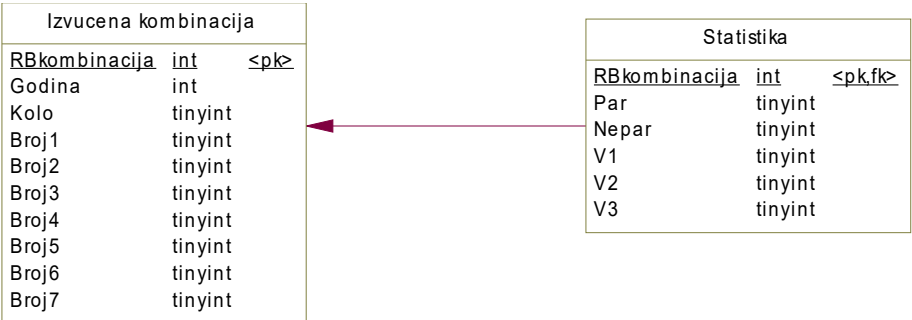 Izvucena kombinacija
RBkombinacija int <pk>
Godina int
Kolo tinyint
Broj1 tinyint
Broj2 tinyint
Broj3 tinyint
Broj4 tinyint
Broj5 tinyint
Broj6 tinyint
Broj7 tinyint
Statistika
RBkombinacija int <pk,fk>
Par tinyint
Nepar tinyint
V1 tinyint
V2 tinyint
V3 tinyint